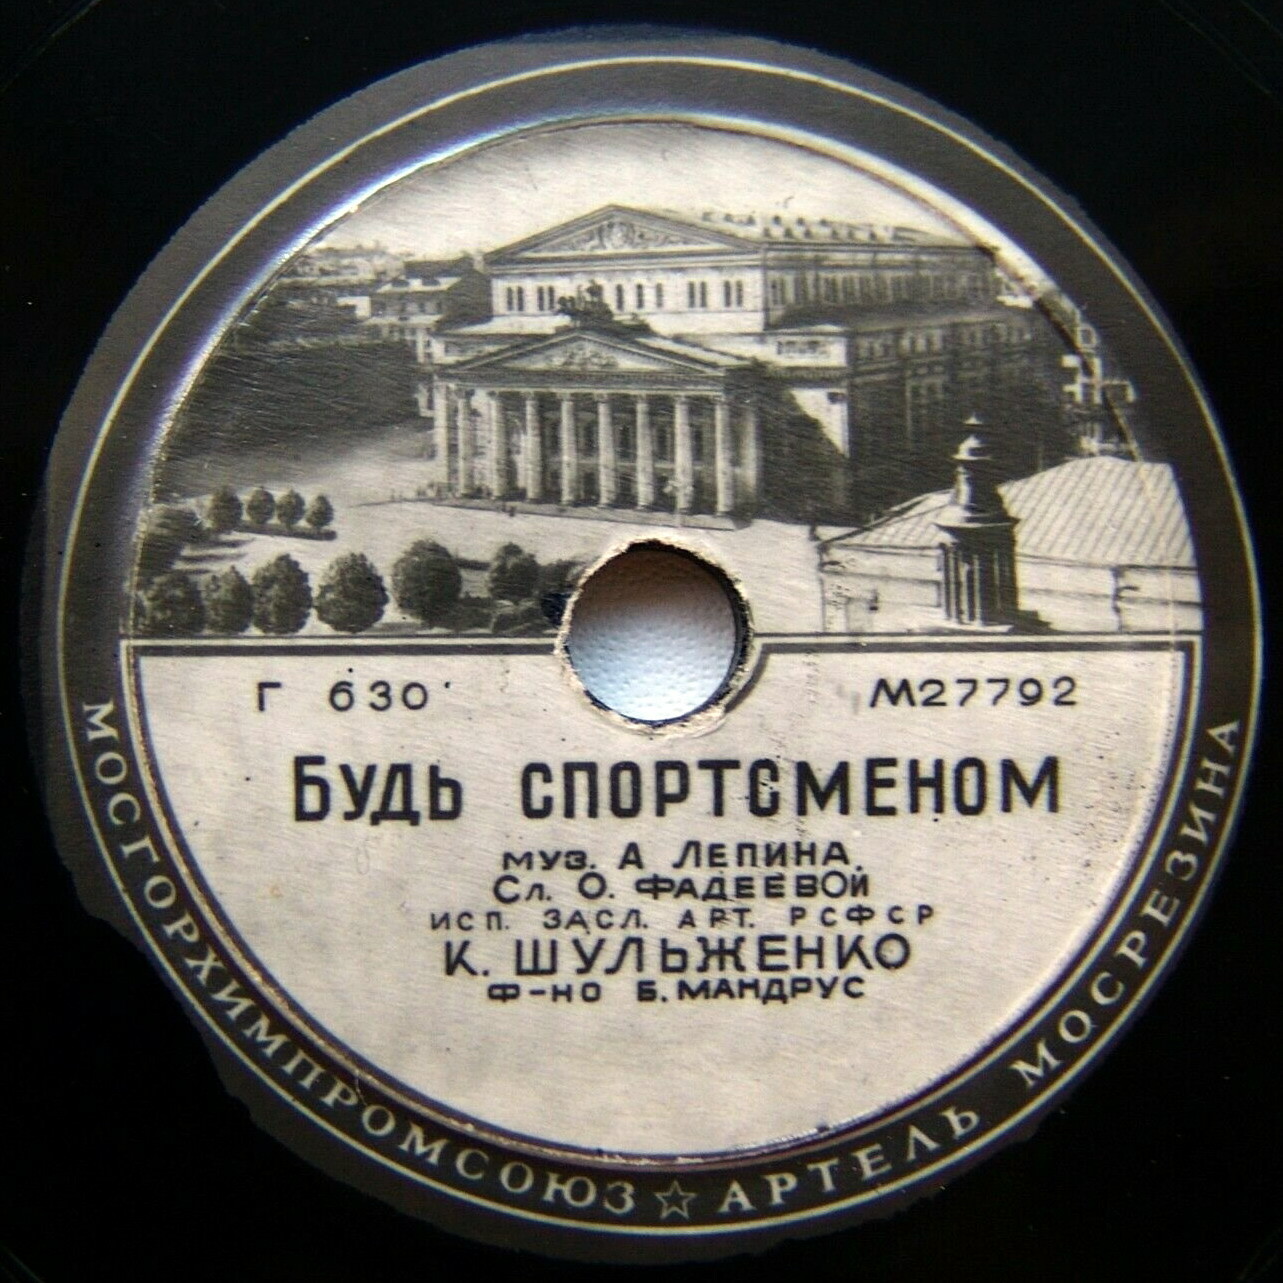 Г 630
М27792
БУДЬ СПОРТСМЕНОМ
МУЗ. А ЛЕПИНА.
Сл. О. ФАДЕЕВОЙ
ИСП. ЗАСЛ. АРТ. РСФСР
К. ШУЛЬЖЕНКО
Ф-НО Б. МАНДРУС
МОСГОРХИМПРОМСОЮЗ ☆ АРТЕЛЬ МОСРЕЗИНА